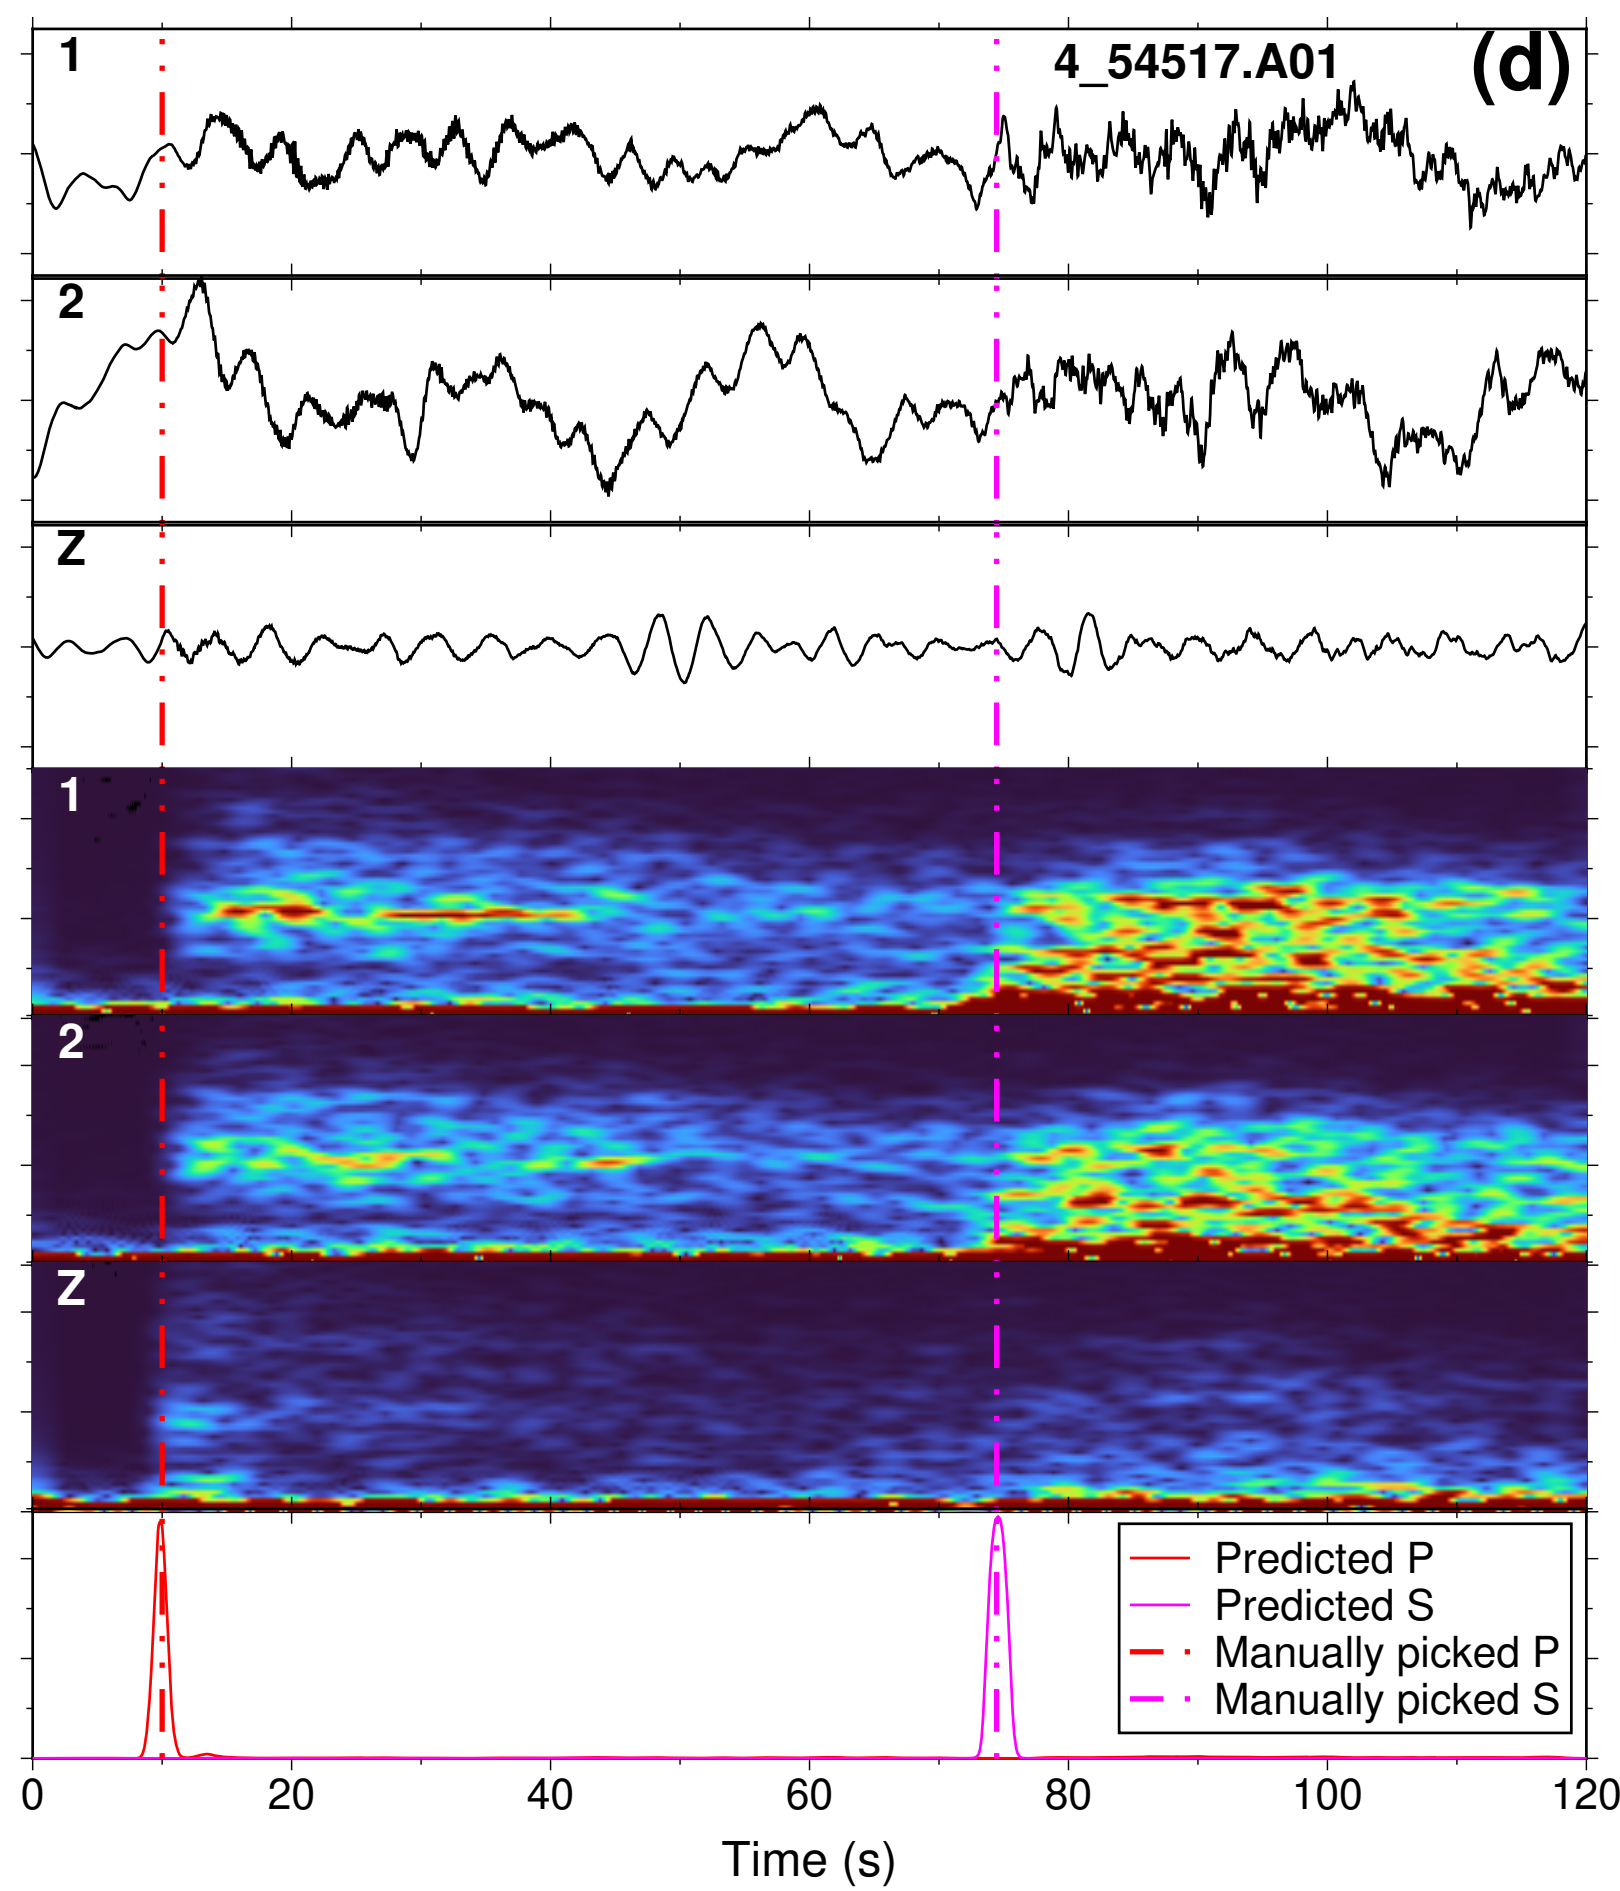 1
4_54517.A01
(d)
2
Z
1
2
Z
Predicted P
Predicted S
Manually picked P
Manually picked S
0 20 40 60 80 100 120
Time (s)